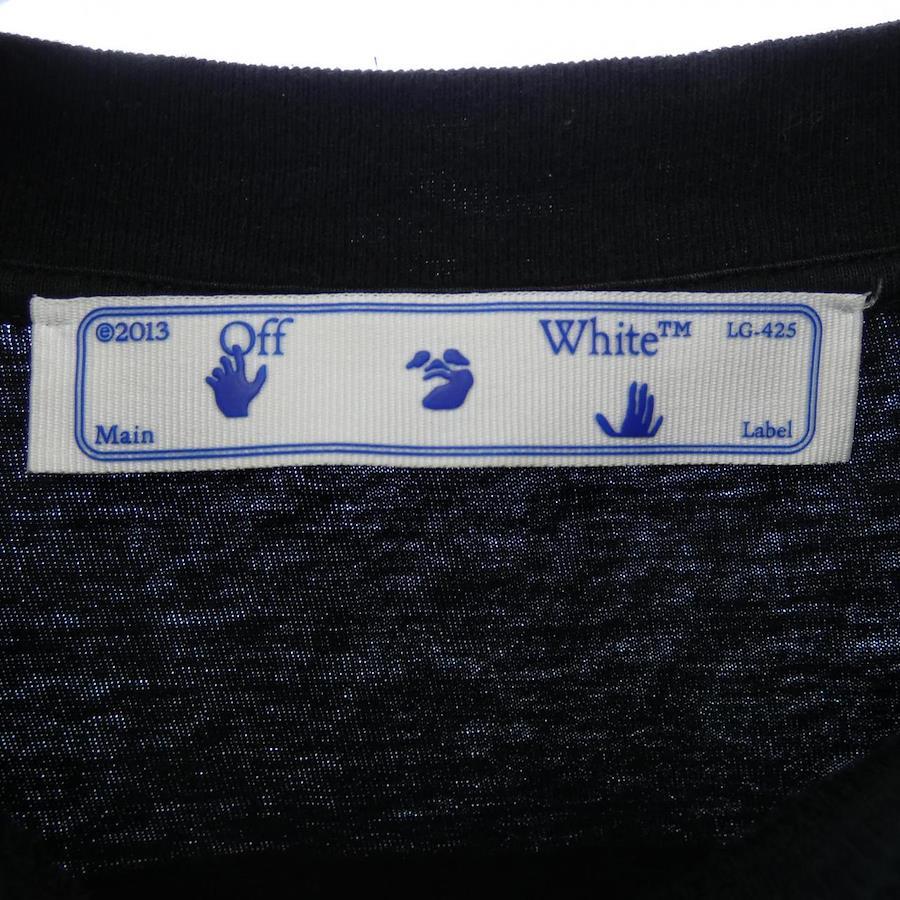 ©2013 Off White™ LG-425
Main Label